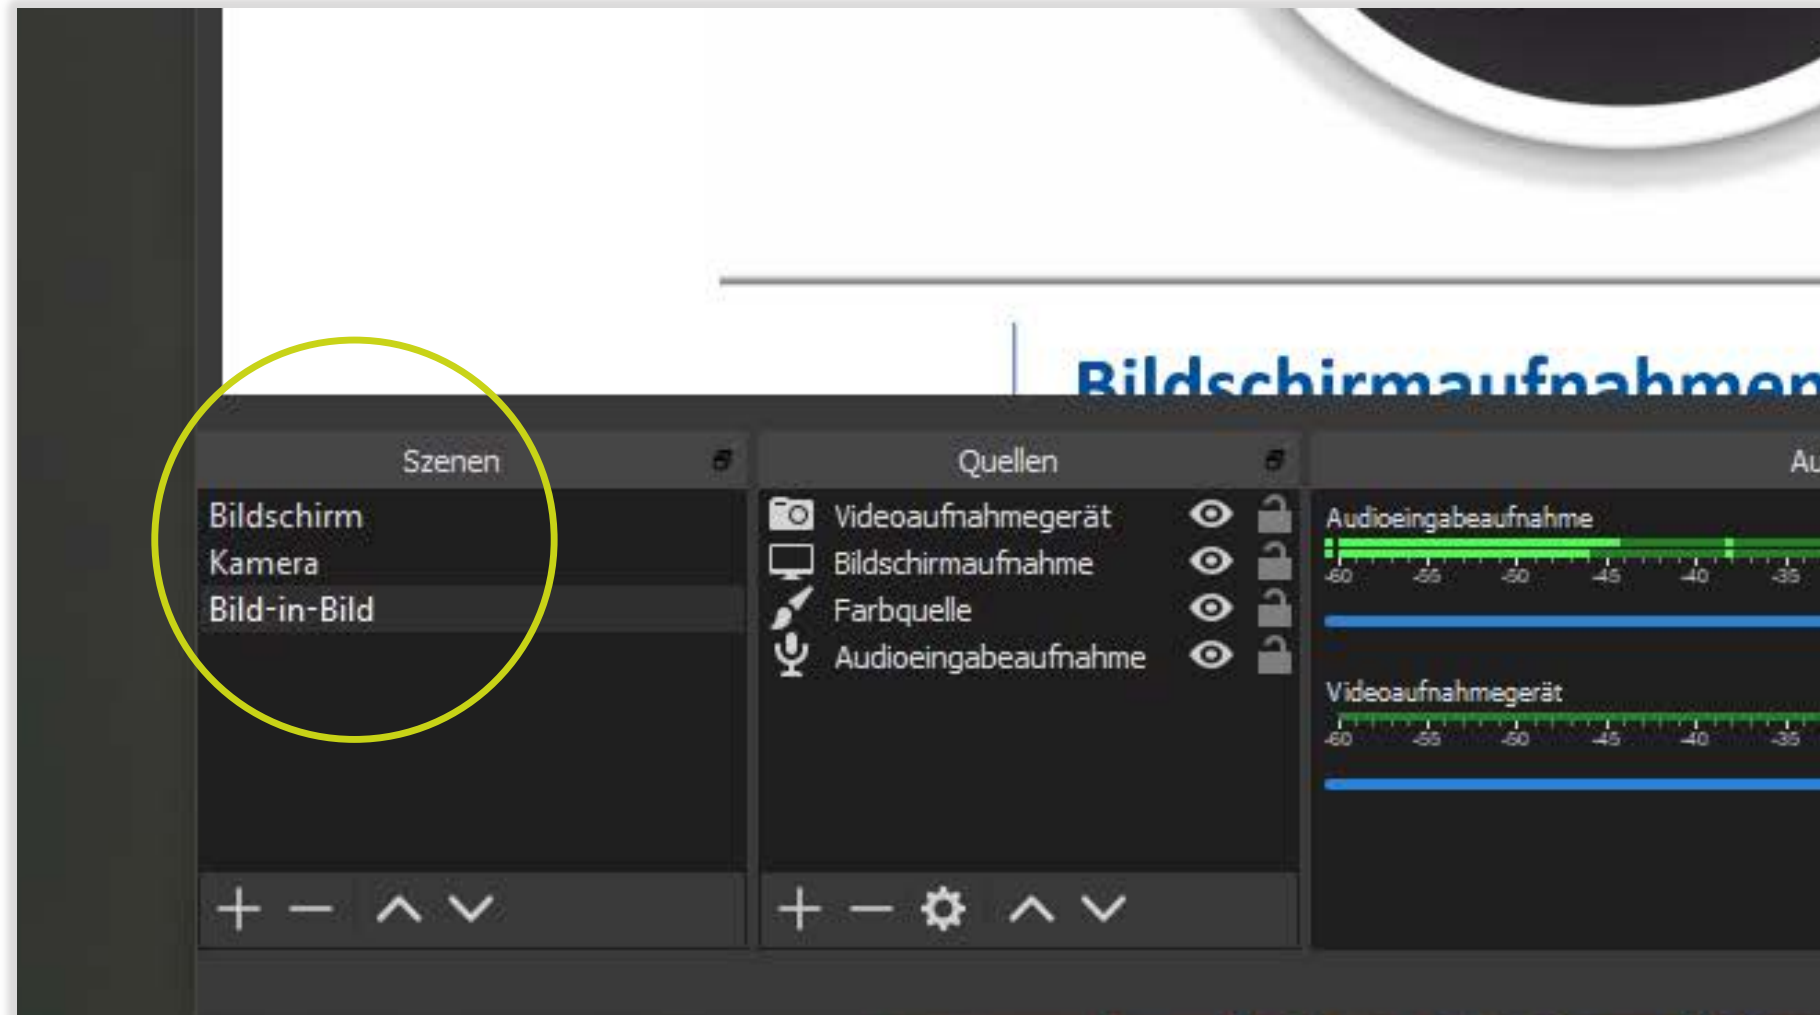 Bildschirmaufnahmen
Szenen
Bildschirm
Kamera
Bild-in-Bild
Quellen
Videoaufnahmegerät
Bildschirmaufnahme
Farbquelle
Audioeingabeaufnahme
Au
Audioeingabeaufnahme
-60 -55 -50 -45 -40 -35
Videoaufnahmegerät
-60 -55 -50 -45 -40 -35